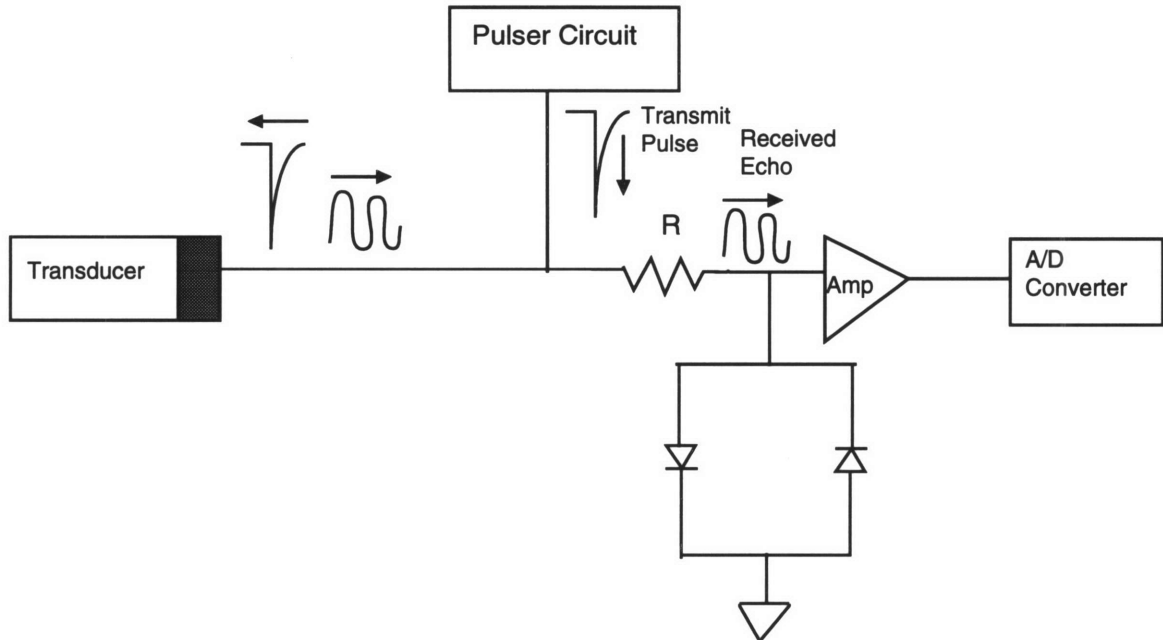 Pulser Circuit
Transmit
Pulse
Received
Echo
R
Transducer
Amp
A/D
Converter